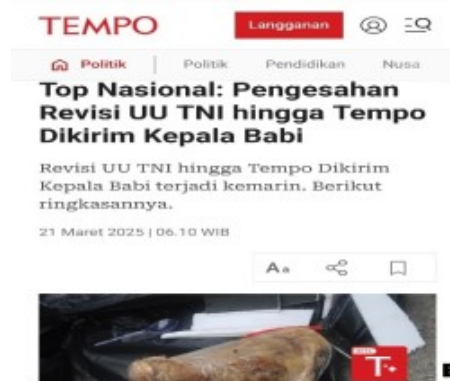 TEMPO
Langganan
Politik
Politik
Pendidikan
Nusa
Top Nasional: Pengesahan
Revisi UU TNI hingga Tempo
Dikirim Kepala Babi
Revisi UU TNI hingga Tempo Dikirim
Kepala Babi terjadi kemarin. Berikut
ringkasannya.
21 Maret 2025 | 06.10 WIB
Aa
T+